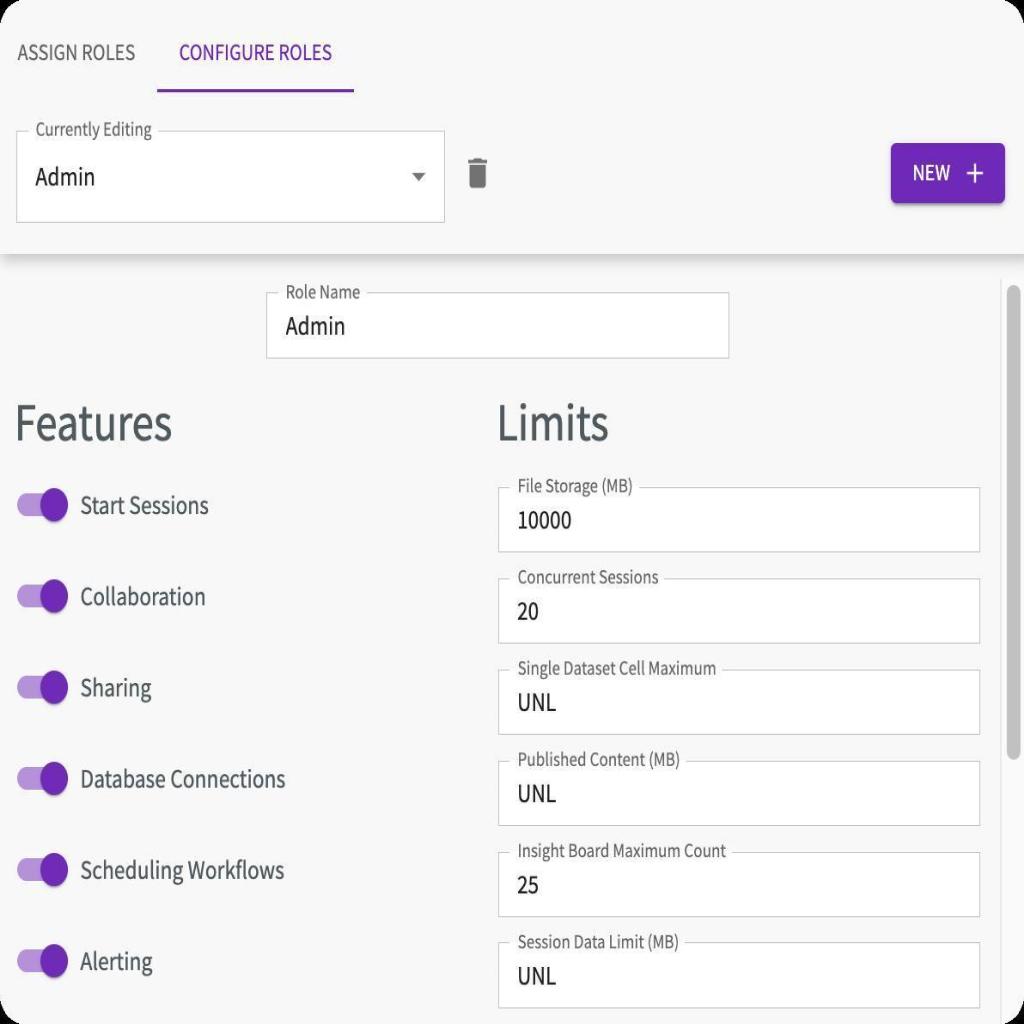 ASSIGN ROLES
CONFIGURE ROLES
Currently Editing
Admin
NEW +
Role Name
Admin
Features
Start Sessions
Collaboration
Sharing
Database Connections
Scheduling Workflows
Alerting
Limits
File Storage (MB)
10000
Concurrent Sessions
20
Single Dataset Cell Maximum
UNL
Published Content (MB)
UNL
Insight Board Maximum Count
25
Session Data Limit (MB)
UNL